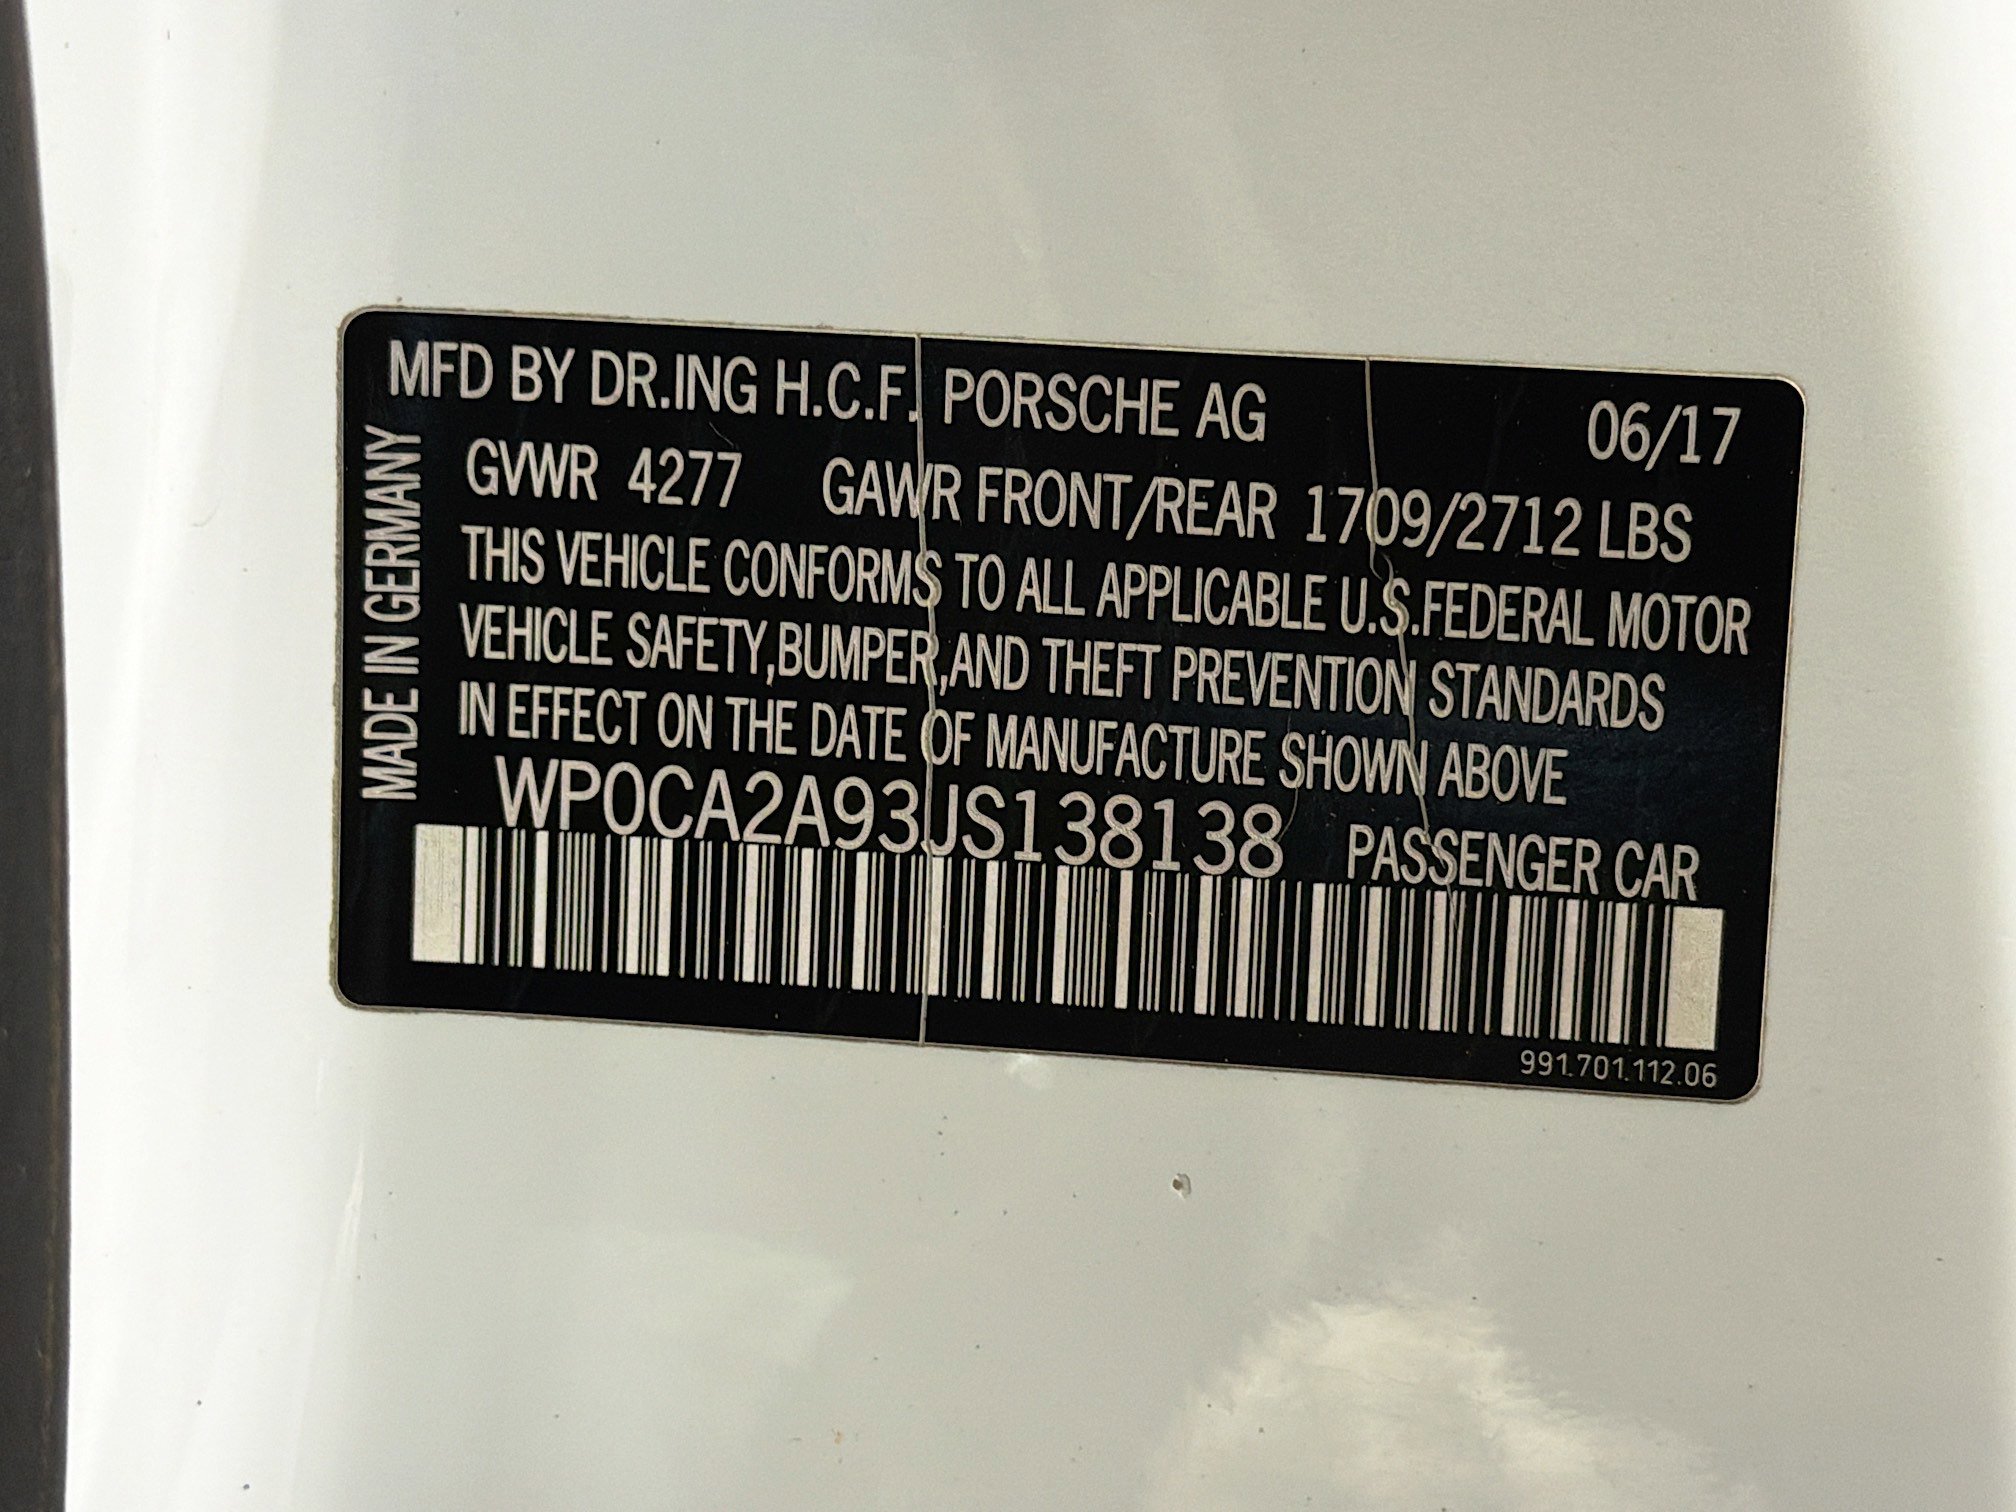 MFD BY DR.ING H.C.F. PORSCHE AG 06/17
GVWR 4277 GAWR FRONT/REAR 1709/2712 LBS
THIS VEHICLE CONFORMS TO ALL APPLICABLE U.S.FEDERAL MOTOR
VEHICLE SAFETY,BUMPER,AND THEFT PREVENTION STANDARDS
IN EFFECT ON THE DATE OF MANUFACTURE SHOWN ABOVE
WP0CA2A93JS138138 PASSENGER CAR
991.701.112.06
MADE IN GERMANY